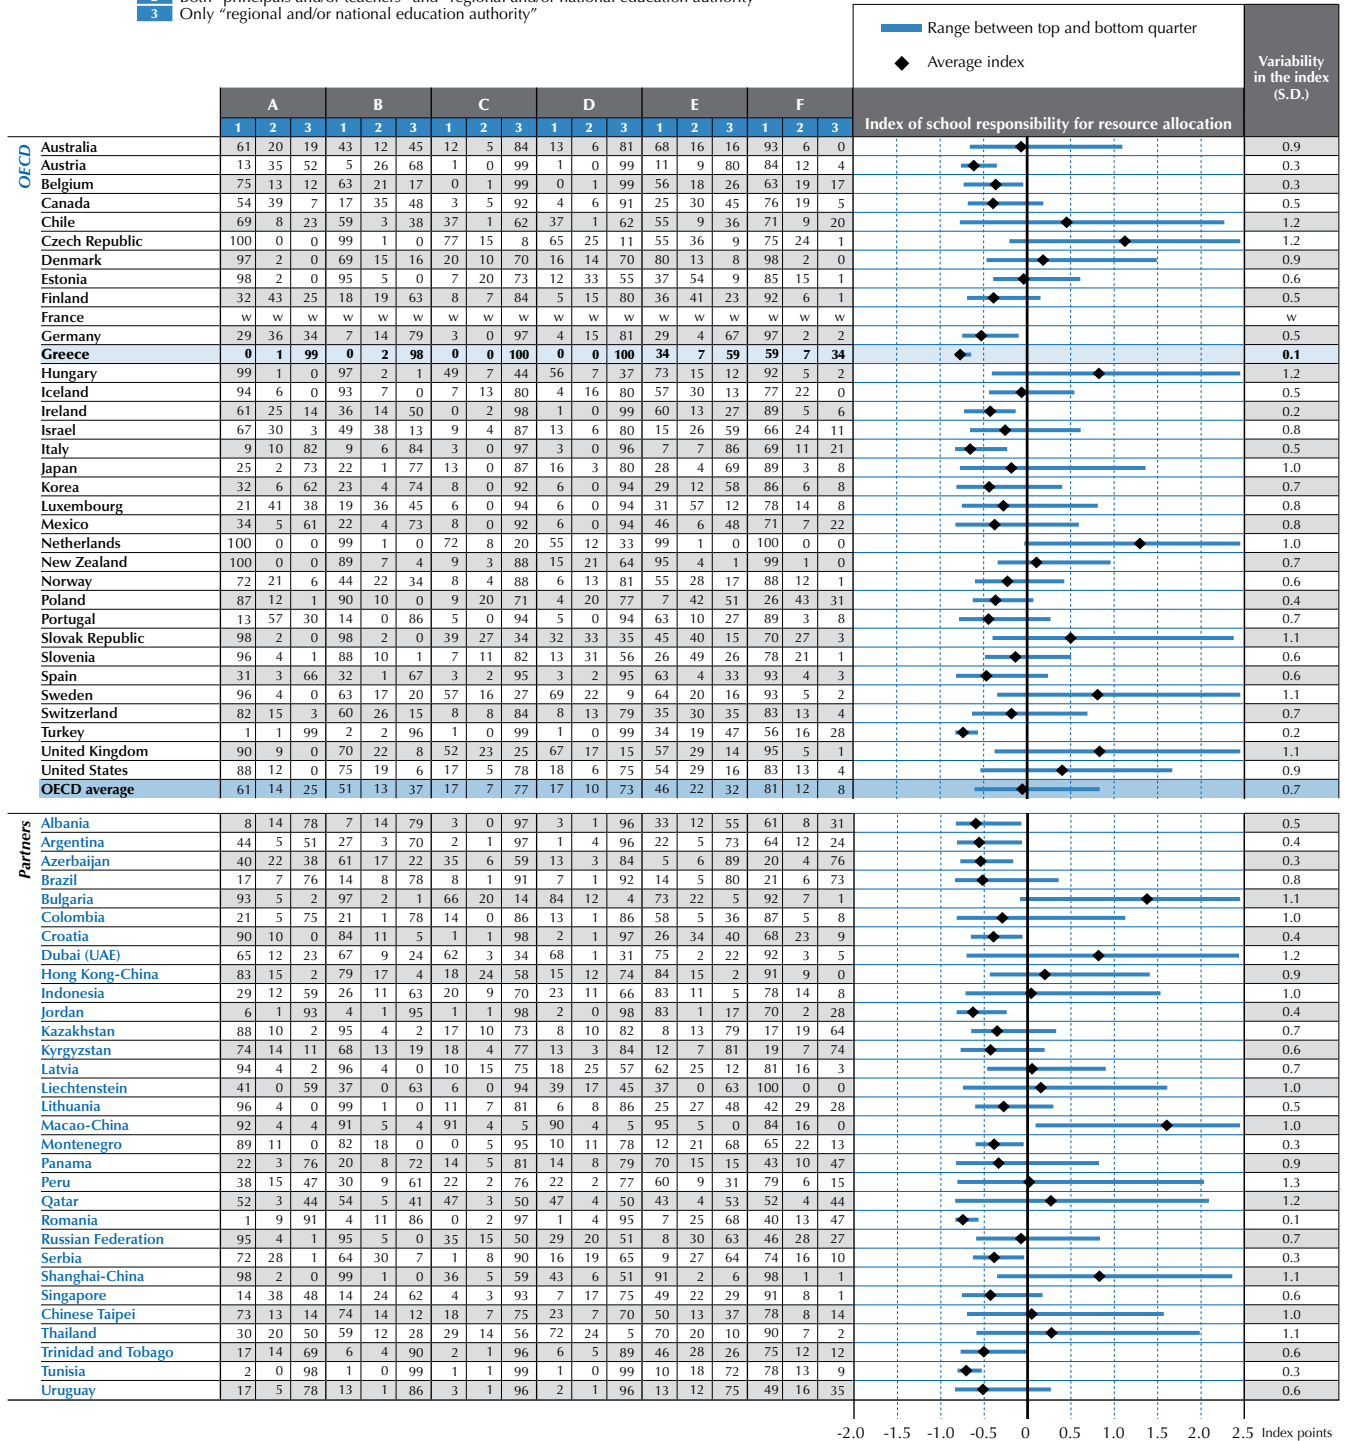 2 Both "principals and/or teachers" and "regional and/or national education authority"
3 Only "regional and/or national education authority"
Range between top and bottom quarter
Average index
Variability in the index (S.D.)
A B C D E F
1 2 3 1 2 3 1 2 3 1 2 3 1 2 3 1 2 3 Index of school responsibility for resource allocation
OECD
Australia 61 20 19 43 12 45 12 5 84 13 6 81 68 16 16 93 6 0 0.9
Austria 13 35 52 5 26 68 1 0 99 1 0 99 11 9 80 84 12 4 0.3
Belgium 75 13 12 63 21 17 0 1 99 0 1 99 56 18 26 63 19 17 0.3
Canada 54 39 7 17 35 48 3 5 92 4 6 91 25 30 45 76 19 5 0.5
Chile 69 8 23 59 3 38 37 1 62 37 1 62 55 9 36 71 9 20 1.2
Czech Republic 100 0 0 99 1 0 77 15 8 65 25 11 55 36 9 75 24 1 1.2
Denmark 97 2 0 69 15 16 20 10 70 16 14 70 80 13 8 98 2 0 0.9
Estonia 98 2 0 95 5 0 7 20 73 12 33 55 37 54 9 85 15 1 0.6
Finland 32 43 25 18 19 63 8 7 84 5 15 80 36 41 23 92 6 1 0.5
France w w w w w w w w w w w w w w w w w w w
Germany 29 36 34 7 14 79 3 0 97 4 15 81 29 4 67 97 2 2 0.5
Greece 0 1 99 0 2 98 0 0 100 0 0 100 34 7 59 59 7 34 0.1
Hungary 99 1 0 97 2 1 49 7 44 56 7 37 73 15 12 92 5 2 1.2
Iceland 94 6 0 93 7 0 7 13 80 4 16 80 57 30 13 77 22 0 0.5
Ireland 61 25 14 36 14 50 0 2 98 1 0 99 60 13 27 89 5 6 0.2
Israel 67 30 3 49 38 13 9 4 87 13 6 80 15 26 59 66 24 11 0.8
Italy 9 10 82 9 6 84 3 0 97 3 0 96 7 7 86 69 11 21 0.5
Japan 25 2 73 22 1 77 13 0 87 16 3 80 28 4 69 89 3 8 1.0
Korea 32 6 62 23 4 74 8 0 92 6 0 94 29 12 58 86 6 8 0.7
Luxembourg 21 41 38 19 36 45 6 0 94 6 0 94 31 57 12 78 14 8 0.8
Mexico 34 5 61 22 4 73 8 0 92 6 0 94 46 6 48 71 7 22 0.8
Netherlands 100 0 0 99 1 0 72 8 20 55 12 33 99 1 0 100 0 0 1.0
New Zealand 100 0 0 89 7 4 9 3 88 15 21 64 95 4 1 99 1 0 0.7
Norway 72 21 6 44 22 34 8 4 88 6 13 81 55 28 17 88 12 1 0.6
Poland 87 12 1 90 10 0 9 20 71 4 20 77 7 42 51 26 43 31 0.4
Portugal 13 57 30 14 0 86 5 0 94 5 0 94 63 10 27 89 3 8 0.7
Slovak Republic 98 2 0 98 2 0 39 27 34 32 33 35 45 40 15 70 27 3 1.1
Slovenia 96 4 1 88 10 1 7 11 82 13 31 56 26 49 26 78 21 1 0.6
Spain 31 3 66 32 1 67 3 2 95 3 2 95 63 4 33 93 4 3 0.6
Sweden 96 4 0 63 17 20 57 16 27 69 22 9 64 20 16 93 5 2 1.1
Switzerland 82 15 3 60 26 15 8 8 84 8 13 79 35 30 35 83 13 4 0.7
Turkey 1 1 99 2 2 96 1 0 99 1 0 99 34 19 47 56 16 28 0.2
United Kingdom 90 9 0 70 22 8 52 23 25 67 17 15 57 29 14 95 5 1 1.1
United States 88 12 0 75 19 6 17 5 78 18 6 75 54 29 16 83 13 4 0.9
OECD average 61 14 25 51 13 37 17 7 77 17 10 73 46 22 32 81 12 8 0.7
Partners
Albania 8 14 78 7 14 79 3 0 97 3 1 96 33 12 55 61 8 31 0.5
Argentina 44 5 51 27 3 70 2 1 97 1 4 96 22 5 73 64 12 24 0.4
Azerbaijan 40 22 38 61 17 22 35 6 59 13 3 84 5 6 89 20 4 76 0.3
Brazil 17 7 76 14 8 78 8 1 91 7 1 92 14 5 80 21 6 73 0.8
Bulgaria 93 5 2 97 2 1 66 20 14 84 12 4 73 22 5 92 7 1 1.1
Colombia 21 5 75 21 1 78 14 0 86 13 1 86 58 5 36 87 5 8 1.0
Croatia 90 10 0 84 11 5 1 1 98 2 1 97 26 34 40 68 23 9 0.4
Dubai (UAE) 65 12 23 67 9 24 62 3 34 68 1 31 75 2 22 92 3 5 1.2
Hong Kong-China 83 15 2 79 17 4 18 24 58 15 12 74 84 15 2 91 9 0 0.9
Indonesia 29 12 59 26 11 63 20 9 70 23 11 66 83 11 5 78 14 8 1.0
Jordan 6 1 93 4 1 95 1 1 98 2 0 98 83 1 17 70 2 28 0.4
Kazakhstan 88 10 2 95 4 2 17 10 73 8 10 82 8 13 79 17 19 64 0.7
Kyrgyzstan 74 14 11 68 13 19 18 4 77 13 3 84 12 7 81 19 7 74 0.6
Latvia 94 4 2 96 4 0 10 15 75 18 25 57 62 25 12 81 16 3 0.7
Liechtenstein 41 0 59 37 0 63 6 0 94 39 17 45 37 0 63 100 0 0 1.0
Lithuania 96 4 0 99 1 0 11 7 81 6 8 86 25 27 48 42 29 28 0.5
Macao-China 92 4 4 91 5 4 91 4 5 90 4 5 95 5 0 84 16 0 1.0
Montenegro 89 11 0 82 18 0 0 5 95 10 11 78 12 21 68 65 22 13 0.3
Panama 22 3 76 20 8 72 14 5 81 14 8 79 70 15 15 43 10 47 0.9
Peru 38 15 47 30 9 61 22 2 76 22 2 77 60 9 31 79 6 15 1.3
Qatar 52 3 44 54 5 41 47 3 50 47 4 50 43 4 53 52 4 44 1.2
Romania 1 9 91 4 11 86 0 2 97 1 4 95 7 25 68 40 13 47 0.1
Russian Federation 95 4 1 95 5 0 35 15 50 29 20 51 8 30 63 46 28 27 0.7
Serbia 72 28 1 64 30 7 1 8 90 16 19 65 9 27 64 74 16 10 0.3
Shanghai-China 98 2 0 99 1 0 36 5 59 43 6 51 91 2 6 98 1 1 1.1
Singapore 14 38 48 14 24 62 4 3 93 7 17 75 49 22 29 91 8 1 0.6
Chinese Taipei 73 13 14 74 14 12 18 7 75 23 7 70 50 13 37 78 8 14 1.0
Thailand 30 20 50 59 12 28 29 14 56 72 24 5 70 20 10 90 7 2 1.1
Trinidad and Tobago 17 14 69 6 4 90 2 1 96 6 5 89 46 28 26 75 12 12 0.6
Tunisia 2 0 98 1 0 99 1 1 99 1 0 99 10 18 72 78 13 9 0.3
Uruguay 17 5 78 13 1 86 3 1 96 2 1 96 13 12 75 49 16 35 0.6
-2.0 -1.5 -1.0 -0.5 0 0.5 1.0 1.5 2.0 2.5 Index points